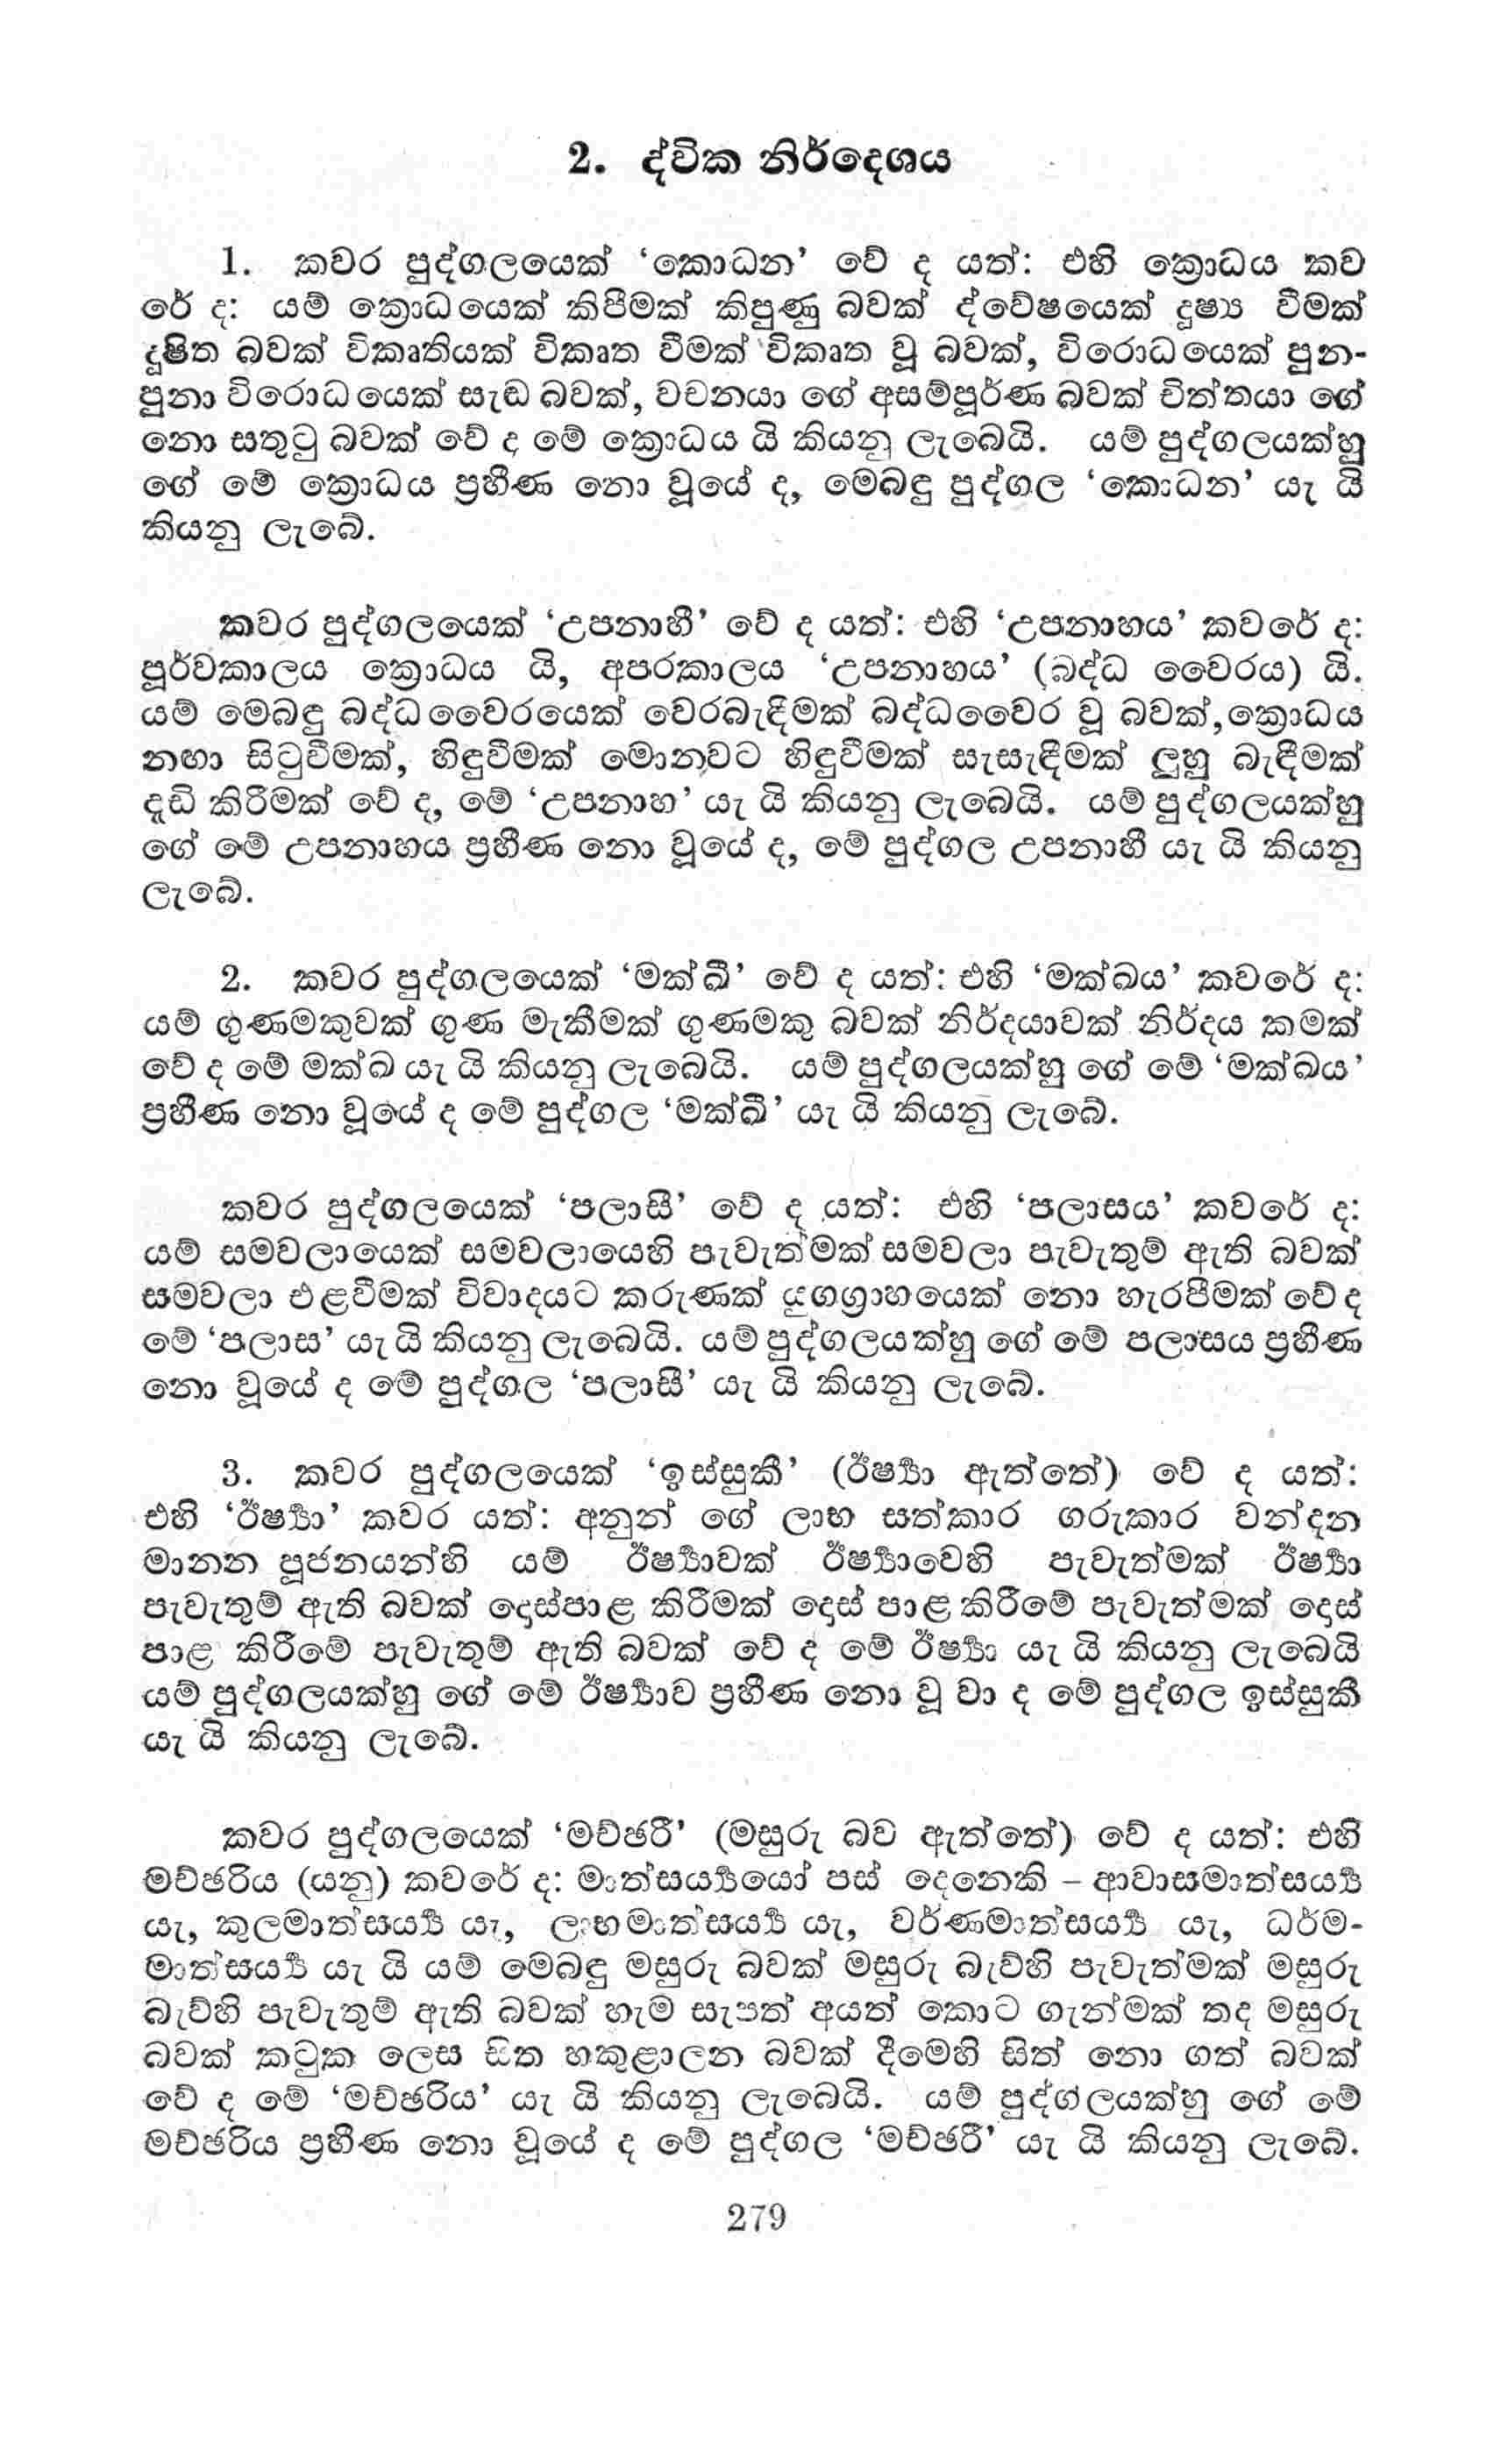 2. ද්වික නිර්දෙශය
1. කවර පුද්ගලයෙක් ‘කොධන’ වේ ද යත්: එහි ක්‍රොධය කව
රේ ද: යම් ක්‍රොධයෙක් කිපීමක් කිපුණු බවක් ද්වේෂයෙක් දූෂ්‍ය වීමක්
දූෂිත බවක් විකෘතියක් විකෘත වීමක් විකෘත වූ බවක්, විරොධයෙක් පුන-
පුනා විරොධයෙක් සැඬ බවක්, වචනයා ගේ අසම්පූර්ණ බවක් චිත්තයා ගේ
නො සතුටු බවක් වේ ද මේ ක්‍රොධය යි කියනු ලැබෙයි. යම් පුද්ගලයක්හු
ගේ මේ ක්‍රොධය ප්‍රහීණ නො වූයේ ද, මෙබඳු පුද්ගල ‘කොධන’ යැ යි
කියනු ලැබේ.
කවර පුද්ගලයෙක් ‘උපනාහී’ වේ ද යත්: එහි ‘උපනාහය’ කවරේ ද:
පූර්වකාලය ක්‍රොධය යි, අපරකාලය ‘උපනාහය’ (බද්ධ වෛරය) යි.
යම් මෙබඳු බද්ධවෛරයෙක් වෙරබැඳිමක් බද්ධවෛර වූ බවක්, ක්‍රොධය
නඟා සිටුවීමක්, හිඳුවීමක් මොනවට හිඳුවීමක් සැසැඳීමක් ලුහු බැඳීමක්
දැඩි කිරීමක් වේ ද, මේ ‘උපනාහ’ යැ යි කියනු ලැබෙයි. යම් පුද්ගලයක්හු
ගේ මේ උපනාහය ප්‍රහීණ නො වූයේ ද, මේ පුද්ගල උපනාහී යැ යි කියනු
ලැබේ.
2. කවර පුද්ගලයෙක් ‘මක්ඛී’ වේ ද යත්: එහි ‘මක්ඛය’ කවරේ ද:
යම් ගුණමකුවක් ගුණ මැකීමක් ගුණමකු බවක් නිර්දයාවක් නිර්දය කමක්
වේ ද මේ මක්ඛ යැ යි කියනු ලැබෙයි. යම් පුද්ගලයක්හු ගේ මේ ‘මක්ඛය’
ප්‍රහීණ නො වූයේ ද මේ පුද්ගල ‘මක්ඛී’ යැ යි කියනු ලැබේ.
කවර පුද්ගලයෙක් ‘පලාසී’ වේ ද යත්: එහි ‘පලාසය’ කවරේ ද:
යම් සමවලායෙක් සමවලායෙහි පැවැත්මක් සමවලා පැවැතුම් ඇති බවක්
සමවලා එළවීමක් විවාදයට කරුණක් යුගග්‍රාහයෙක් නො හැරපීමක් වේ ද
මේ ‘පලාස’ යැ යි කියනු ලැබෙයි. යම් පුද්ගලයක්හු ගේ මේ පලාසය ප්‍රහීණ
නො වූයේ ද මේ පුද්ගල ‘පලාසී’ යැ යි කියනු ලැබේ.
3. කවර පුද්ගලයෙක් ‘ඉස්සුකී’ (ඊර්‍ෂ්‍යා ඇත්තේ) වේ ද යත්:
එහි ‘ඊර්‍ෂ්‍යා’ කවර යත්: අනුන් ගේ ලාභ සත්කාර ගරුකාර වන්දන
මානන පූජනයන්හි යම් ඊර්‍ෂ්‍යාවක් ඊර්‍ෂ්‍යාවෙහි පැවැත්මක් ඊර්‍ෂ්‍යා
පැවැතුම් ඇති බවක් දොස්පාළ කිරීමක් දොස් පාළ කිරීමේ පැවැත්මක් දොස්
පාළ කිරීමේ පැවැතුම් ඇති බවක් වේ ද මේ ඊර්‍ෂ්‍යා යැ යි කියනු ලැබෙයි
යම් පුද්ගලයක්හු ගේ මේ ඊර්‍ෂ්‍යාව ප්‍රහීණ නො වූ වා ද මේ පුද්ගල ඉස්සුකී
යැ යි කියනු ලැබේ.
කවර පුද්ගලයෙක් ‘මච්ඡරී’ (මසුරු බව ඇත්තේ) වේ ද යත්: එහි
මච්ඡරිය (යනු) කවරේ ද: මාත්සර්‍ය්‍යයෝ පස් දෙනෙකි – ආවාසමාත්සර්‍ය්‍ය
යැ, කුලමාත්සර්‍ය්‍ය යැ, ලාභමාත්සර්‍ය්‍ය යැ, වර්ණමාත්සර්‍ය්‍ය යැ, ධර්ම-
මාත්සර්‍ය්‍ය යැ යි යම් මෙබඳු මසුරු බවක් මසුරු බැව්හි පැවැත්මක් මසුරු
බැව්හි පැවැතුම් ඇති බවක් හැම සැපත් අයත් කොට ගැන්මක් තද මසුරු
බවක් කටුක ලෙස සිත හකුළාලන බවක් දීමෙහි සිත් නො ගත් බවක්
වේ ද මේ ‘මච්ඡරිය’ යැ යි කියනු ලැබෙයි. යම් පුද්ගලයක්හු ගේ මේ
මච්ඡරිය ප්‍රහීණ නො වූයේ ද මේ පුද්ගල ‘මච්ඡරී’ යැ යි කියනු ලැබේ.
279